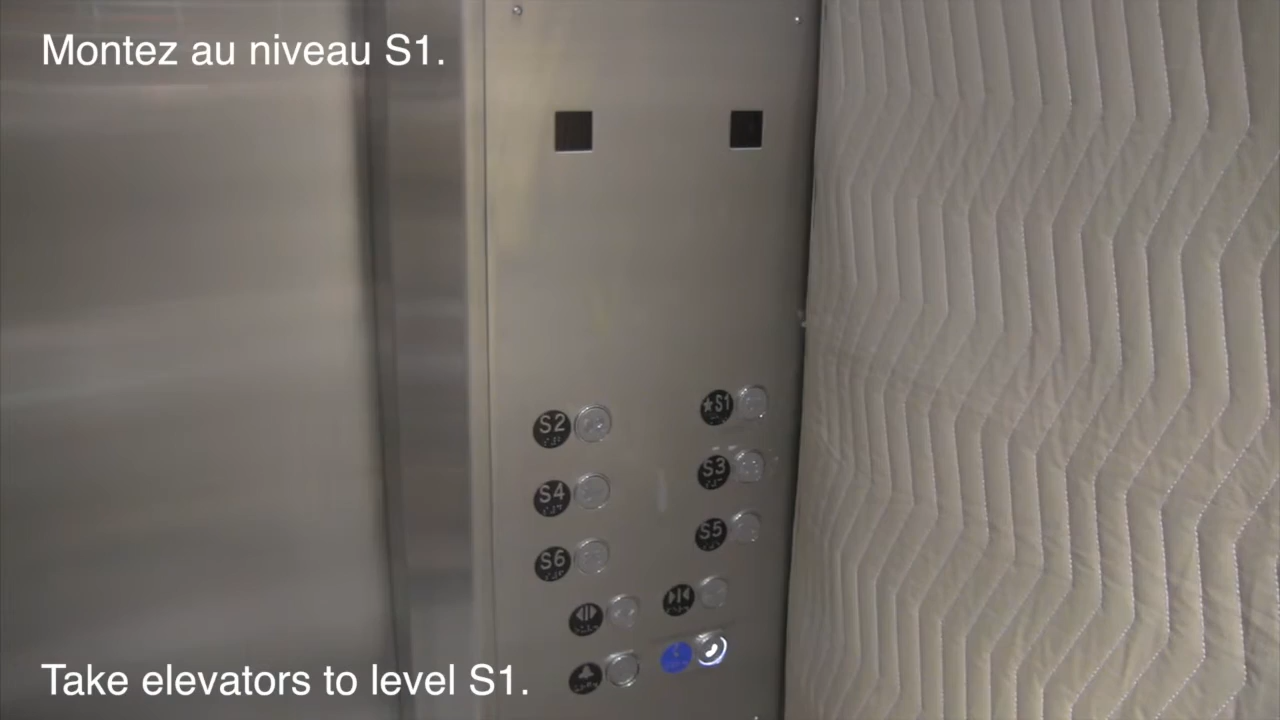 Montez au niveau S1.
S2 ★S1
S4 S3
S6 S5
Take elevators to level S1.